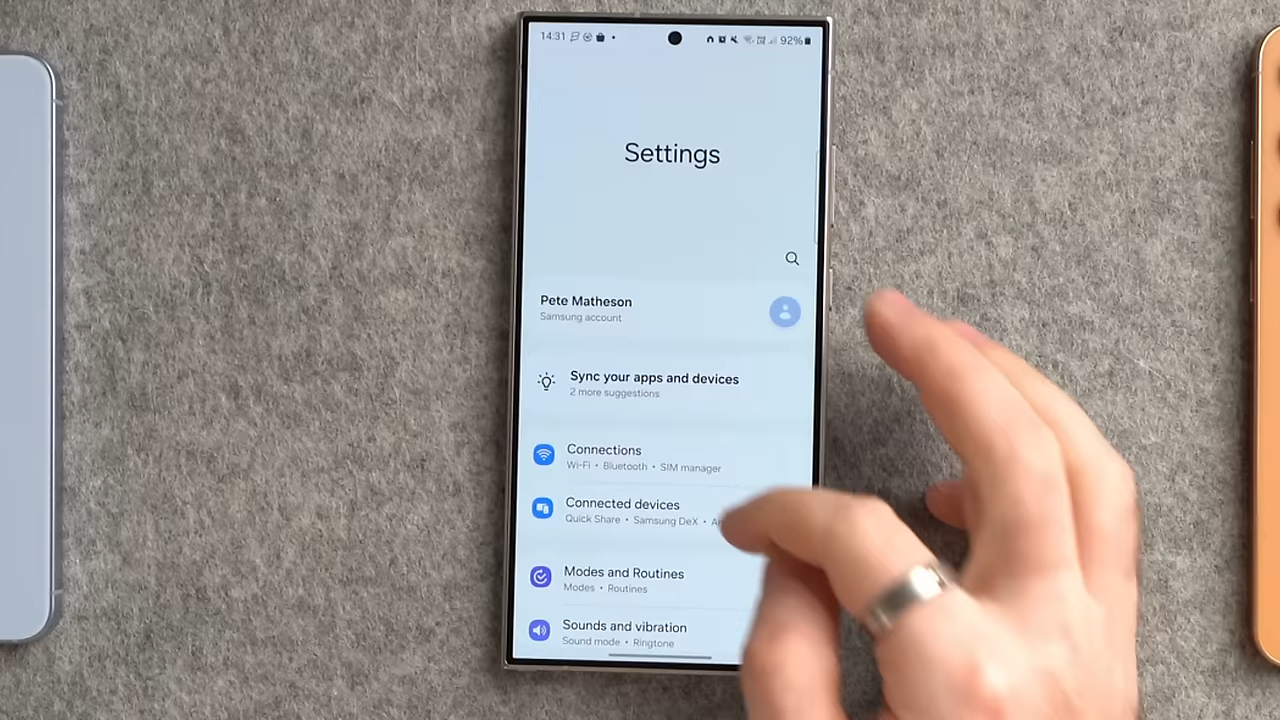 14:31 92%
Settings
Pete Matheson
Samsung account
Sync your apps and devices
2 more suggestions
Connections
Wi-Fi • Bluetooth • SIM manager
Connected devices
Quick Share • Samsung DeX •
Modes and Routines
Modes • Routines
Sounds and vibration
Sound mode • Ringtone